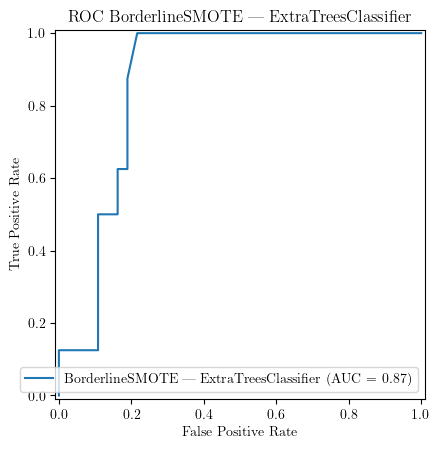 ROC BorderlineSMOTE — ExtraTreesClassifier
1.0
0.8
0.6
0.4
0.2
0.0
True Positive Rate
BorderlineSMOTE — ExtraTreesClassifier (AUC = 0.87)
0.0 0.2 0.4 0.6 0.8 1.0
False Positive Rate